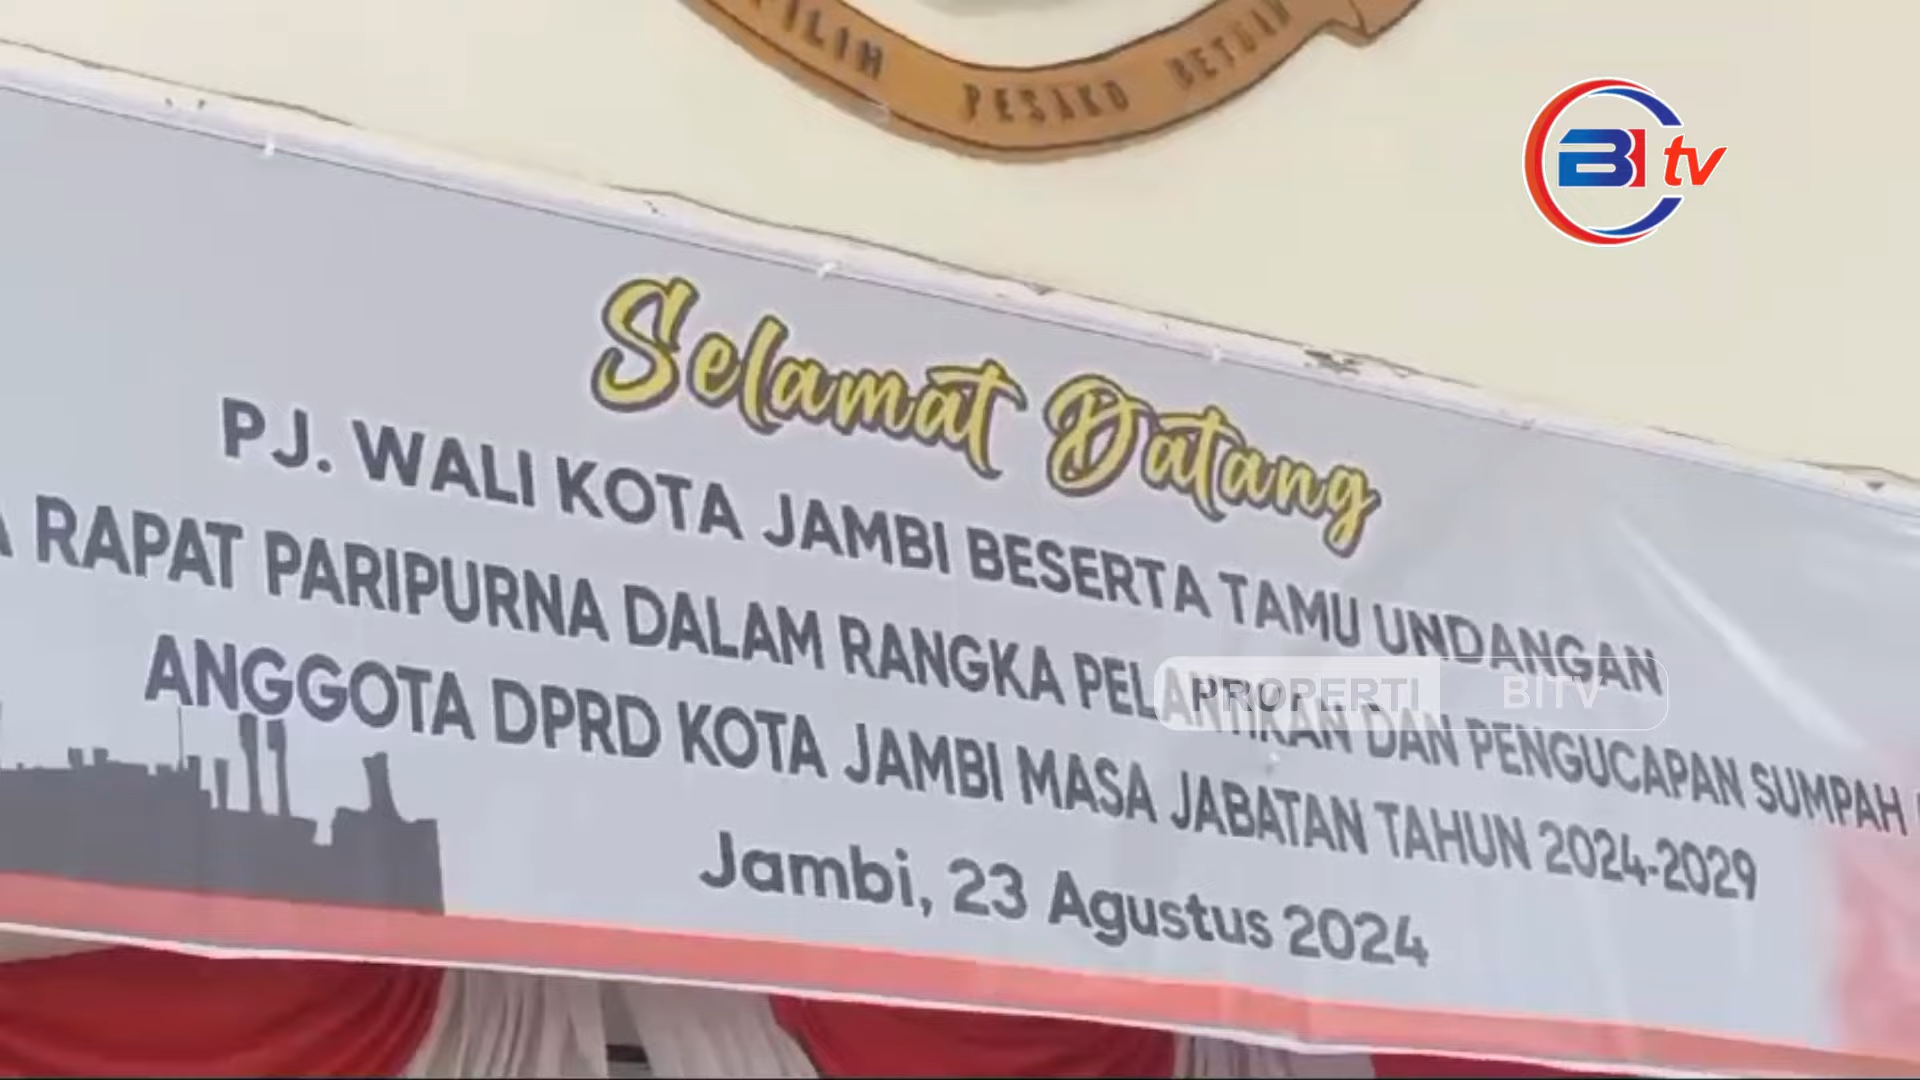 PILIH PESAKO BETUAH
BI tv
Selamat Datang
PJ. WALI KOTA JAMBI BESERTA TAMU UNDANGAN
RAPAT PARIPURNA DALAM RANGKA PELANTIKAN DAN PENGUCAPAN SUMPAH
PROPERTI BITV
ANGGOTA DPRD KOTA JAMBI MASA JABATAN TAHUN 2024-2029
Jambi, 23 Agustus 2024